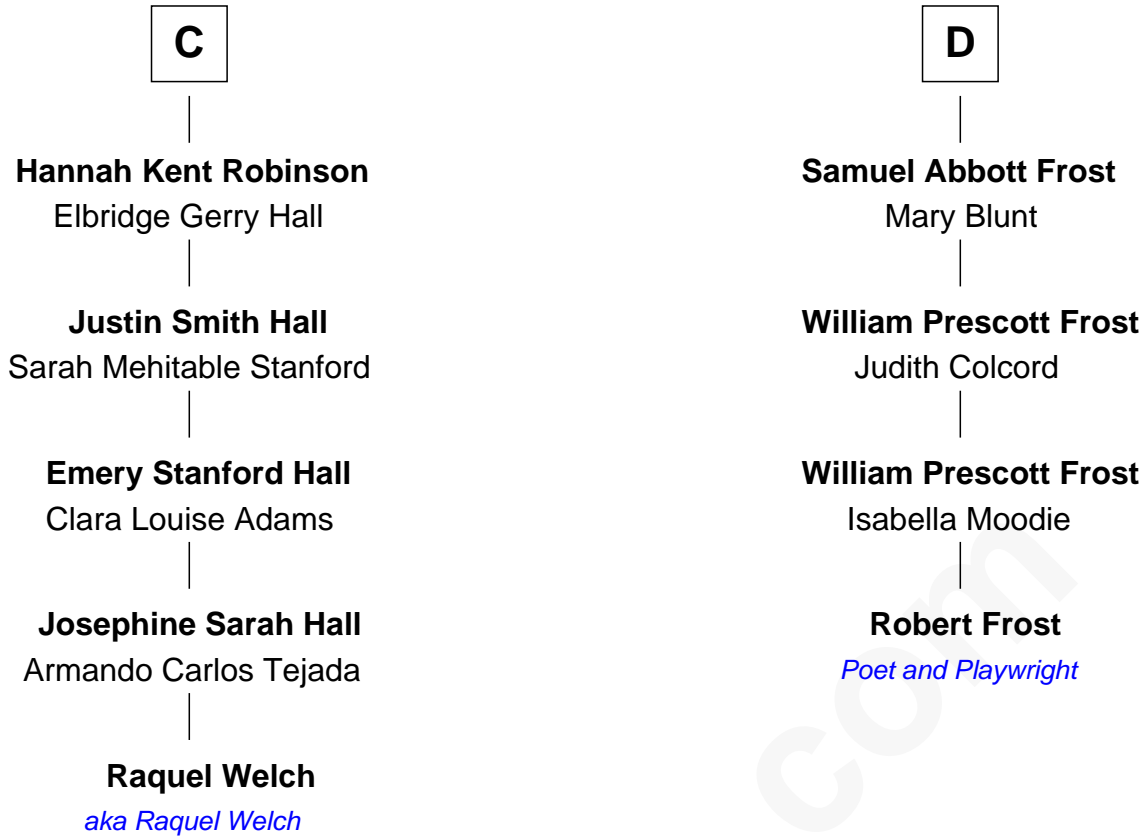 C
Hannah Kent Robinson
Elbridge Gerry Hall
Justin Smith Hall
Sarah Mehitable Stanford
Emery Stanford Hall
Clara Louise Adams
Josephine Sarah Hall
Armando Carlos Tejada
Raquel Welch
aka Raquel Welch
D
Samuel Abbott Frost
Mary Blunt
William Prescott Frost
Judith Colcord
William Prescott Frost
Isabella Moodie
Robert Frost
Poet and Playwright
com